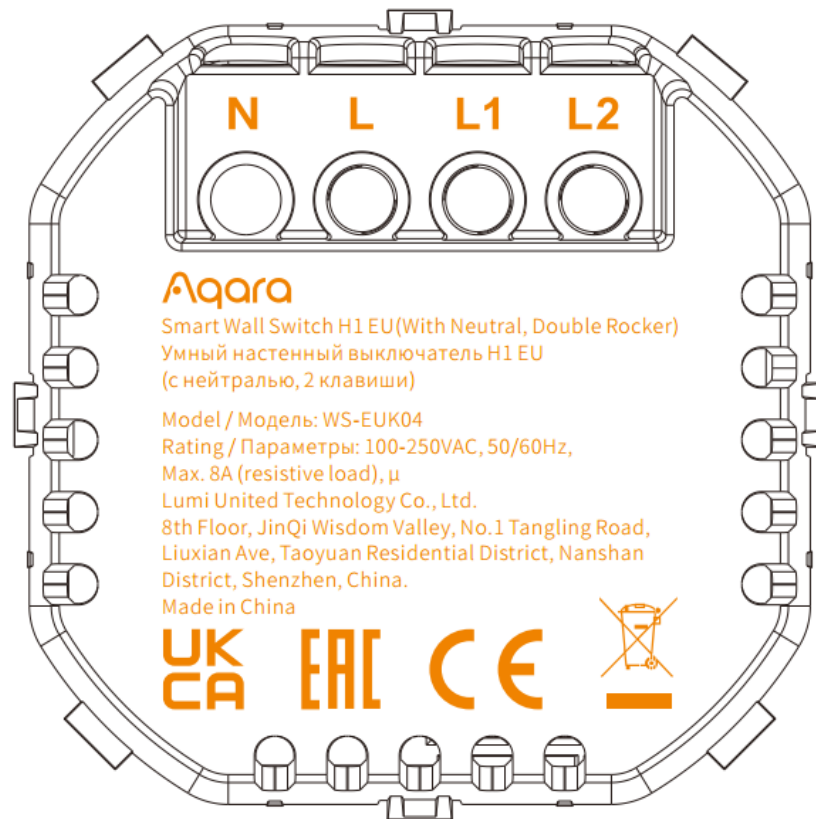 N L L1 L2
Aqara
Smart Wall Switch H1 EU(With Neutral, Double Rocker)
Умный настенный выключатель H1 EU
(с нейтралью, 2 клавиши)
Model / Модель: WS-EUK04
Rating / Параметры: 100-250VAC, 50/60Hz,
Max. 8A (resistive load), μ
Lumi United Technology Co., Ltd.
8th Floor, JinQi Wisdom Valley, No.1 Tangling Road,
Liuxian Ave, Taoyuan Residential District, Nanshan
District, Shenzhen, China.
Made in China
UK
CA EAC CE